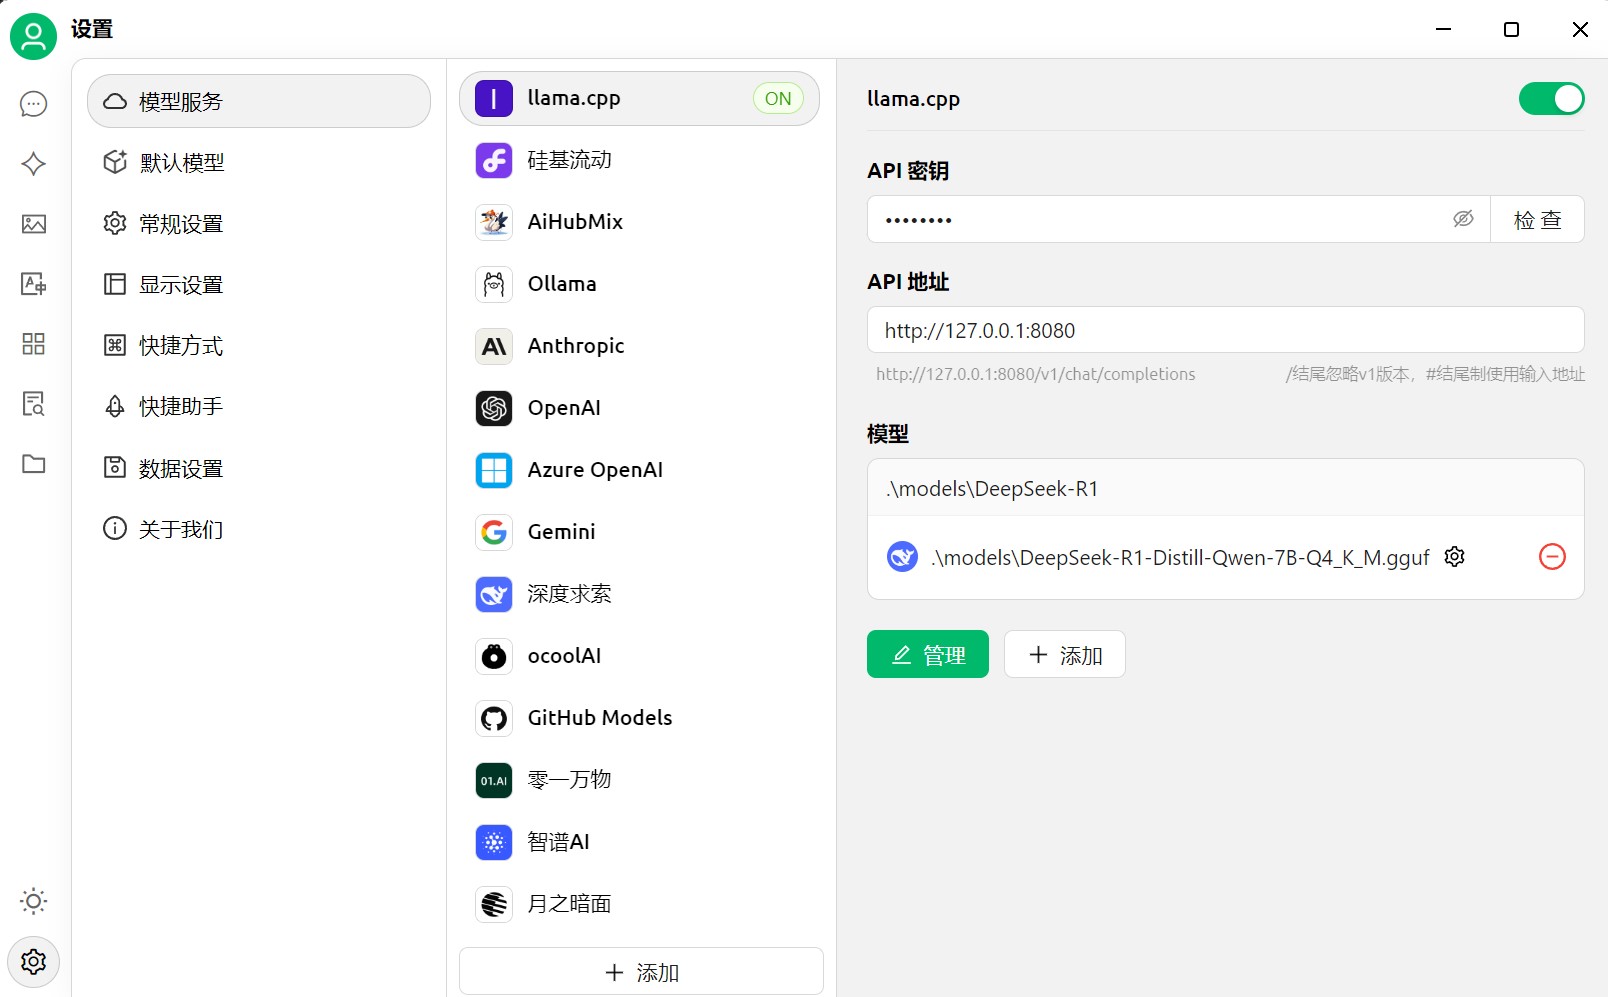 设置
模型服务
默认模型
常规设置
显示设置
快捷方式
快捷助手
数据设置
关于我们
llama.cpp
ON
硅基流动
AiHubMix
Ollama
Anthropic
OpenAI
Azure OpenAI
Gemini
深度求索
ocoolAI
GitHub Models
01.AI
零一万物
智谱AI
月之暗面
添加
llama.cpp
API 密钥
••••••••
检 查
API 地址
http://127.0.0.1:8080
http://127.0.0.1:8080/v1/chat/completions
/结尾忽略v1版本，#结尾制使用输入地址
模型
.\models\DeepSeek-R1
.\models\DeepSeek-R1-Distill-Qwen-7B-Q4_K_M.gguf
管理
添加